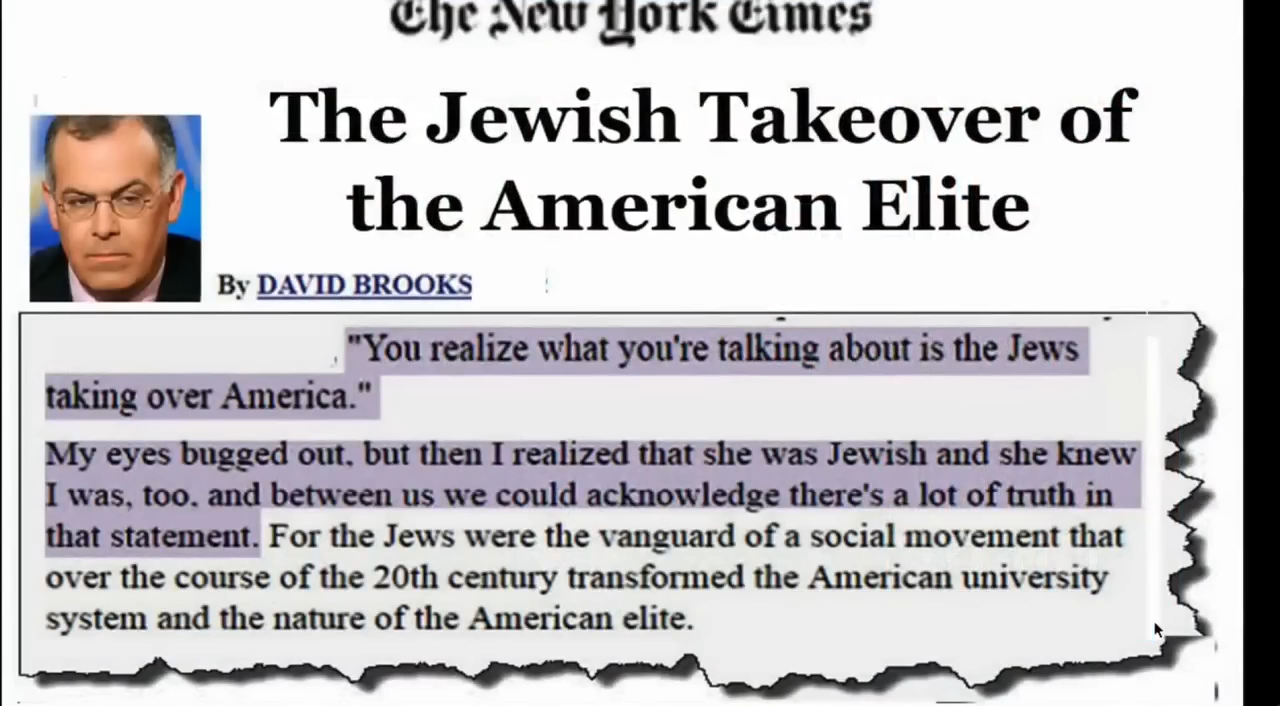 The New York Times
The Jewish Takeover of
the American Elite
By DAVID BROOKS
"You realize what you're talking about is the Jews
taking over America."
My eyes bugged out, but then I realized that she was Jewish and she knew
I was, too, and between us we could acknowledge there's a lot of truth in
that statement. For the Jews were the vanguard of a social movement that
over the course of the 20th century transformed the American university
system and the nature of the American elite.